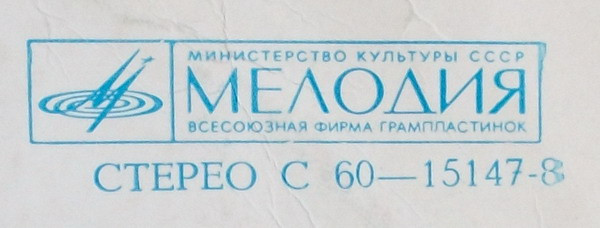 МИНИСТЕРСТВО КУЛЬТУРЫ СССР
МЕЛОДИЯ
ВСЕСОЮЗНАЯ ФИРМА ГРАМПЛАСТИНОК
СТЕРЕО С 60—15147-8